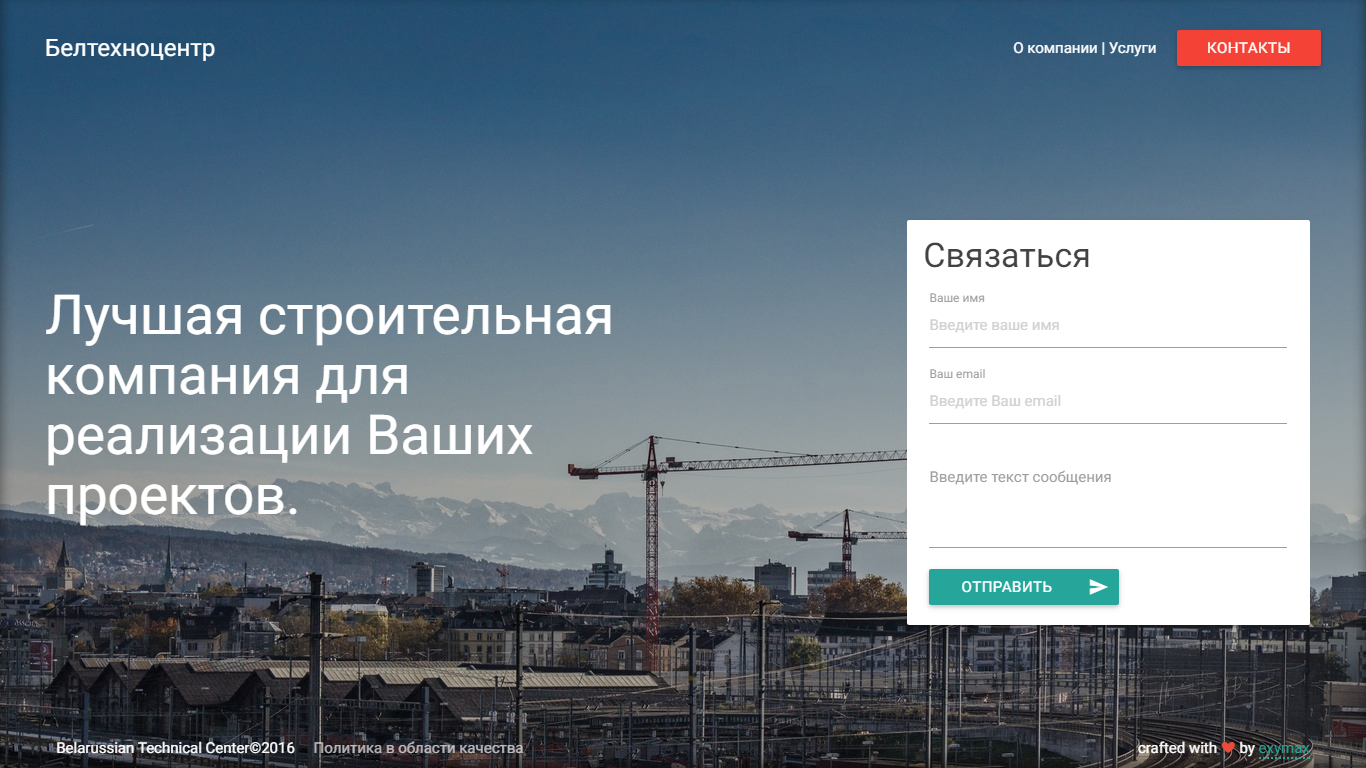 Белтехноцентр
О компании | Услуги
КОНТАКТЫ
Лучшая строительная
компания для
реализации Ваших
проектов.
Связаться
Ваше имя
Введите ваше имя
Ваш email
Введите Ваш email
Введите текст сообщения
ОТПРАВИТЬ
Belarussian Technical Center©2016 Политика в области качества
crafted with ❤ by exymax